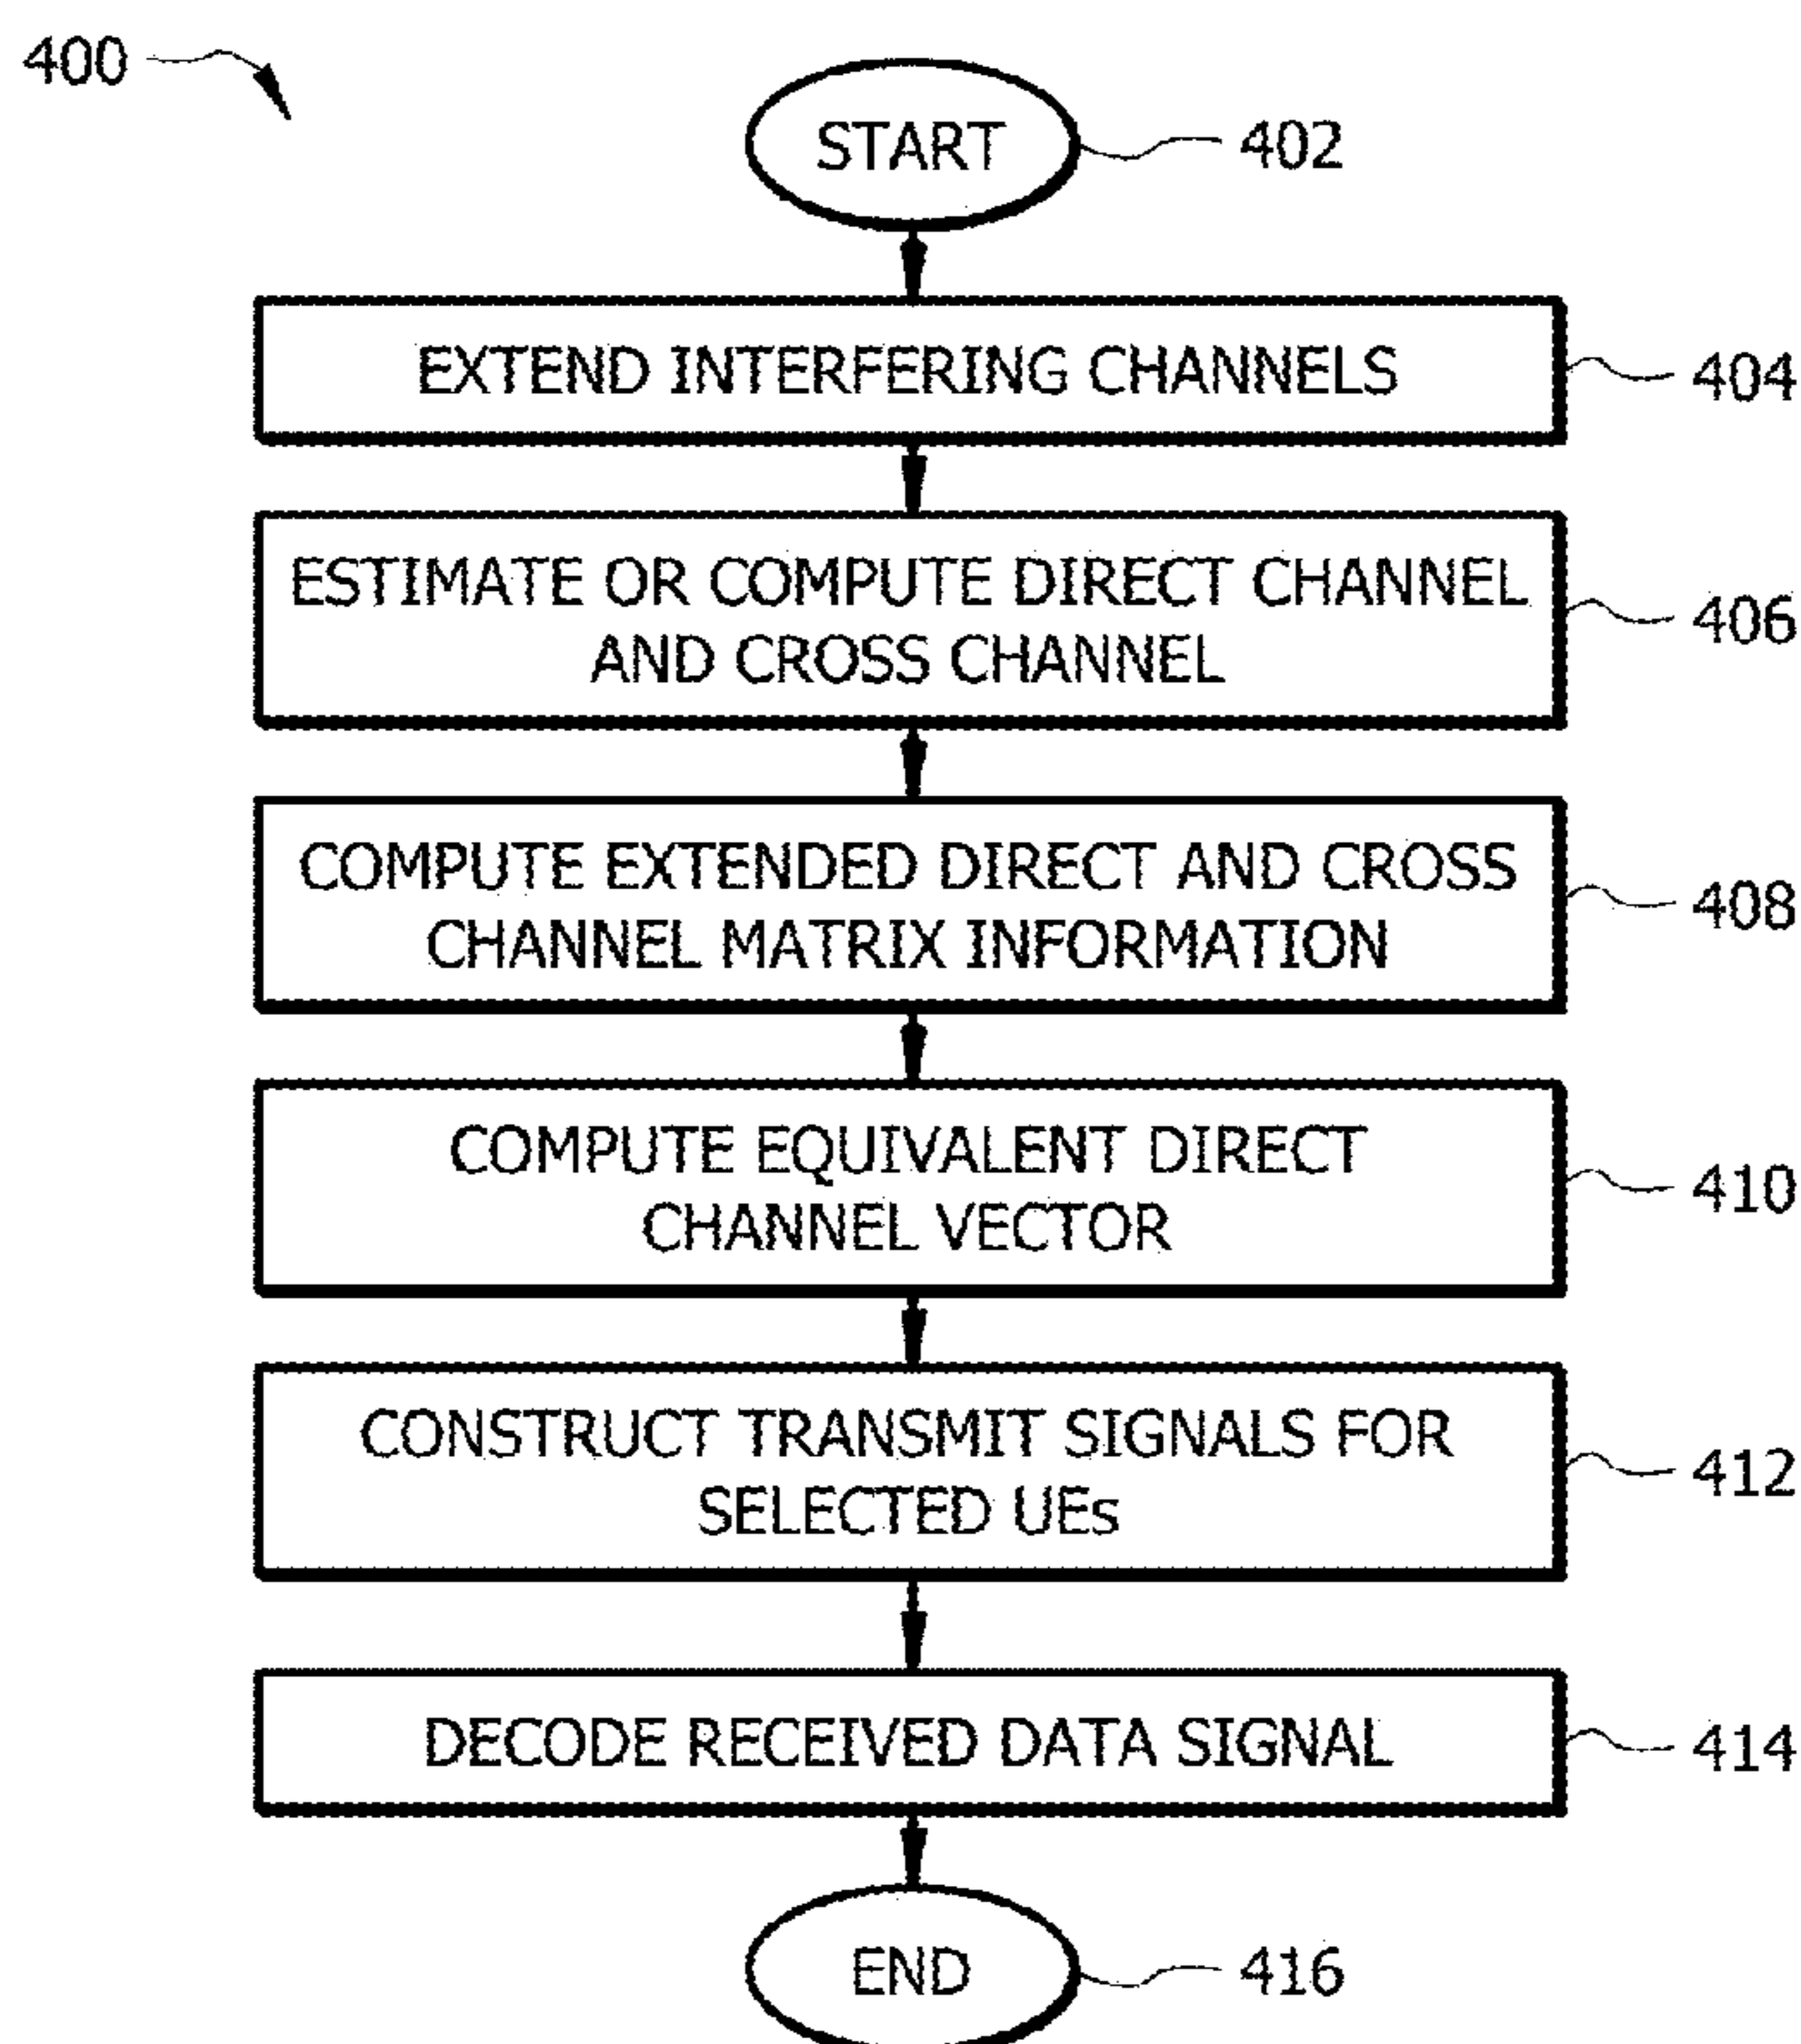 400
START
402
EXTEND INTERFERING CHANNELS
404
ESTIMATE OR COMPUTE DIRECT CHANNEL
AND CROSS CHANNEL
406
COMPUTE EXTENDED DIRECT AND CROSS
CHANNEL MATRIX INFORMATION
408
COMPUTE EQUIVALENT DIRECT
CHANNEL VECTOR
410
CONSTRUCT TRANSMIT SIGNALS FOR
SELECTED UEs
412
DECODE RECEIVED DATA SIGNAL
414
END
416